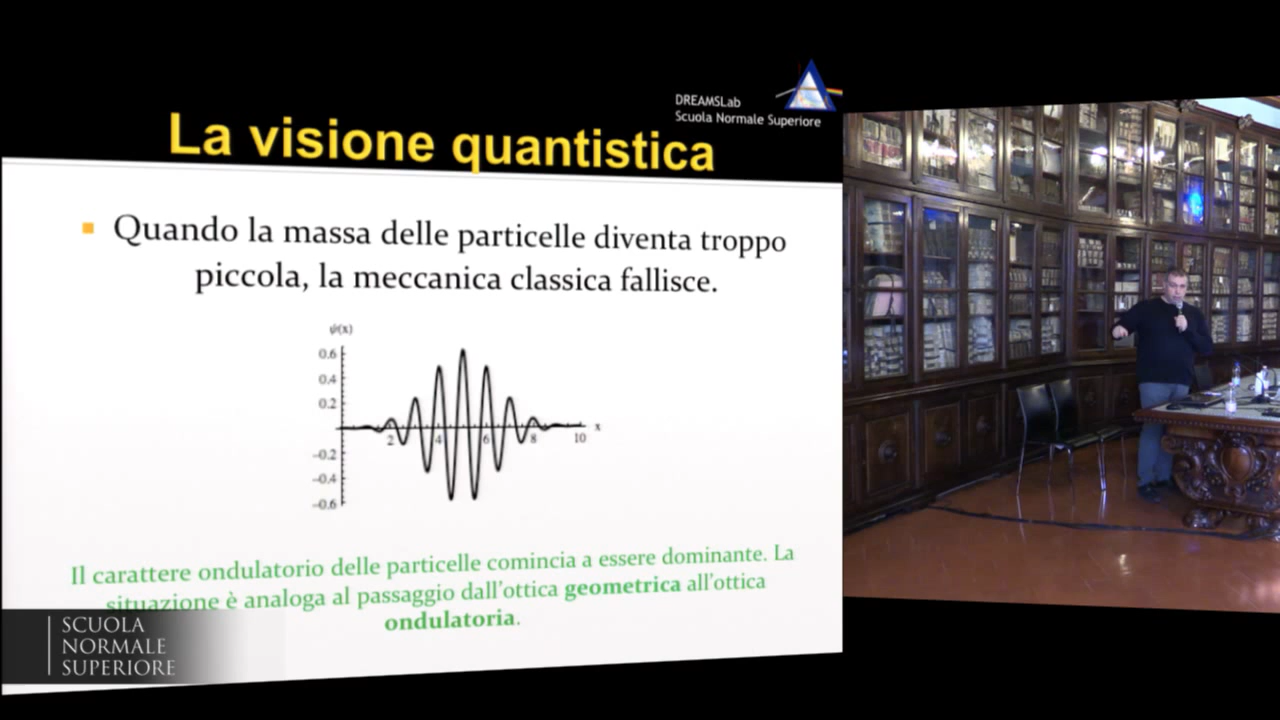 DREAMSLab
Scuola Normale Superiore
La visione quantistica
Quando la massa delle particelle diventa troppo
piccola, la meccanica classica fallisce.
ψ(x)
0.6
0.4
0.2
-0.2
-0.4
-0.6
2
4
6
8
10
x
Il carattere ondulatorio delle particelle comincia a essere dominante. La
situazione è analoga al passaggio dall'ottica geometrica all'ottica
ondulatoria.
SCUOLA
NORMALE
SUPERIORE